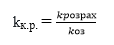 kк.р. = kрозрах / kоз